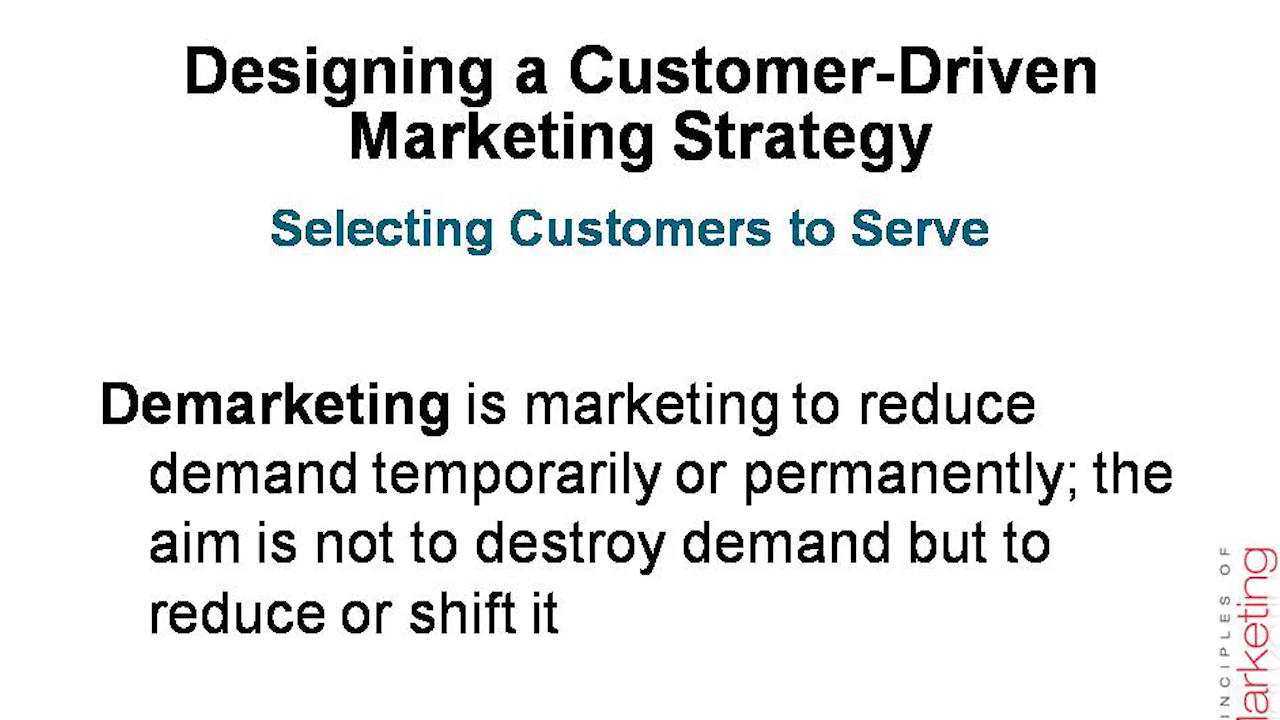 Designing a Customer-Driven
Marketing Strategy
Selecting Customers to Serve
Demarketing is marketing to reduce
demand temporarily or permanently; the
aim is not to destroy demand but to
reduce or shift it
OF